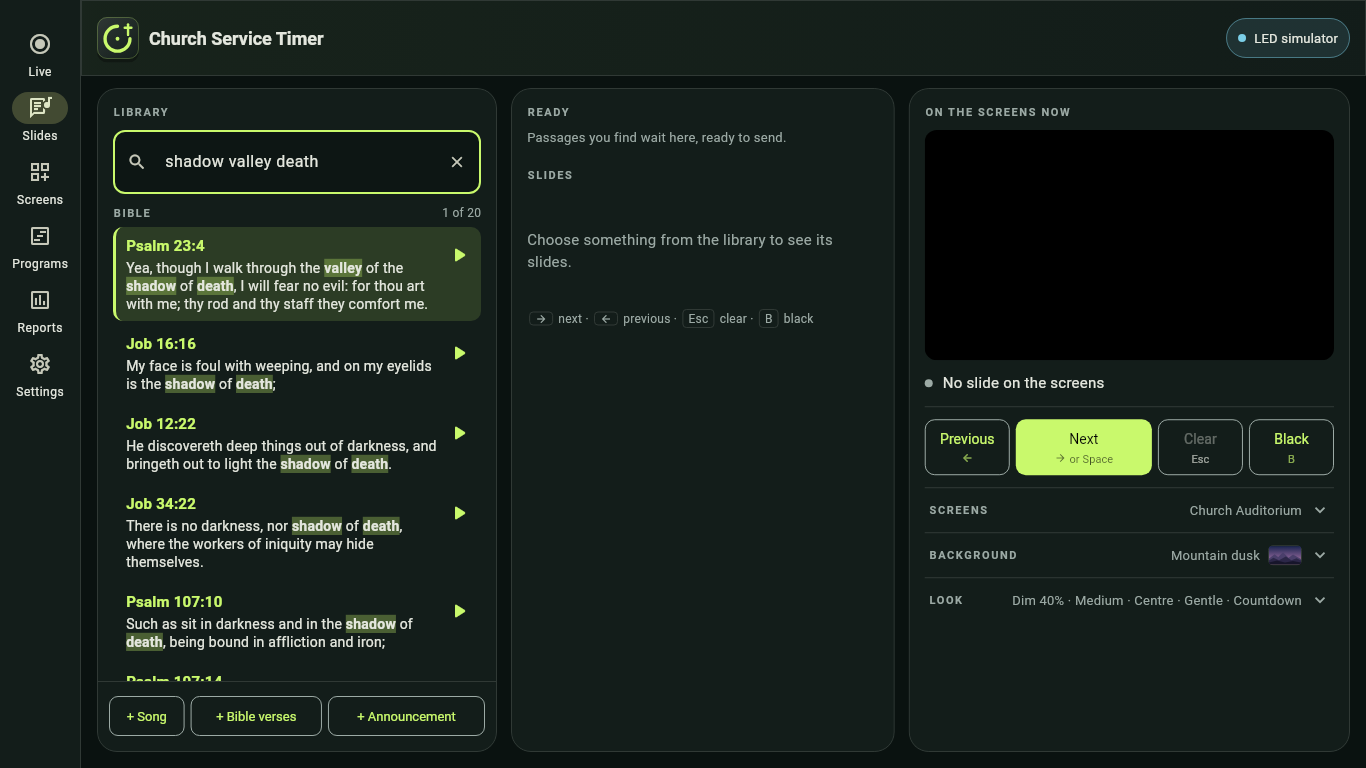 Church Service Timer
LED simulator
Live
Slides
Screens
Programs
Reports
Settings
LIBRARY
shadow valley death
BIBLE
1 of 20
Psalm 23:4
Yea, though I walk through the valley of the
shadow of death, I will fear no evil: for thou art
with me; thy rod and thy staff they comfort me.
Job 16:16
My face is foul with weeping, and on my eyelids
is the shadow of death;
Job 12:22
He discovereth deep things out of darkness, and
bringeth out to light the shadow of death.
Job 34:22
There is no darkness, nor shadow of death,
where the workers of iniquity may hide
themselves.
Psalm 107:10
Such as sit in darkness and in the shadow of
death, being bound in affliction and iron;
Psalm 107:14
+ Song
+ Bible verses
+ Announcement
READY
Passages you find wait here, ready to send.
SLIDES
Choose something from the library to see its
slides.
→ next · ← previous · Esc clear · B black
ON THE SCREENS NOW
No slide on the screens
Previous
←
Next
→ or Space
Clear
Esc
Black
B
SCREENS
Church Auditorium
BACKGROUND
Mountain dusk
LOOK
Dim 40% · Medium · Centre · Gentle · Countdown